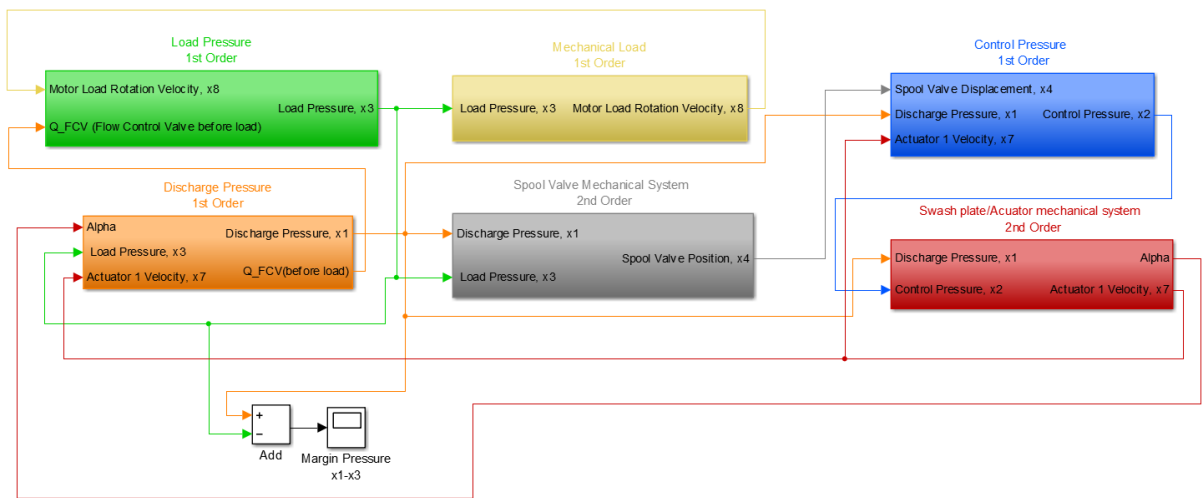 Load Pressure
1st Order
Motor Load Rotation Velocity, x8
Load Pressure, x3
Q_FCV (Flow Control Valve before load)
Mechanical Load
1st Order
Load Pressure, x3
Motor Load Rotation Velocity, x8
Control Pressure
1st Order
Spool Valve Displacement, x4
Discharge Pressure, x1
Control Pressure, x2
Actuator 1 Velocity, x7
Discharge Pressure
1st Order
Alpha
Discharge Pressure, x1
Load Pressure, x3
Q_FCV(before load)
Actuator 1 Velocity, x7
Spool Valve Mechanical System
2nd Order
Discharge Pressure, x1
Spool Valve Position, x4
Load Pressure, x3
Swash plate/Acuator mechanical system
2nd Order
Discharge Pressure, x1
Alpha
Control Pressure, x2
Actuator 1 Velocity, x7
+
−
Add
Margin Pressure
x1-x3